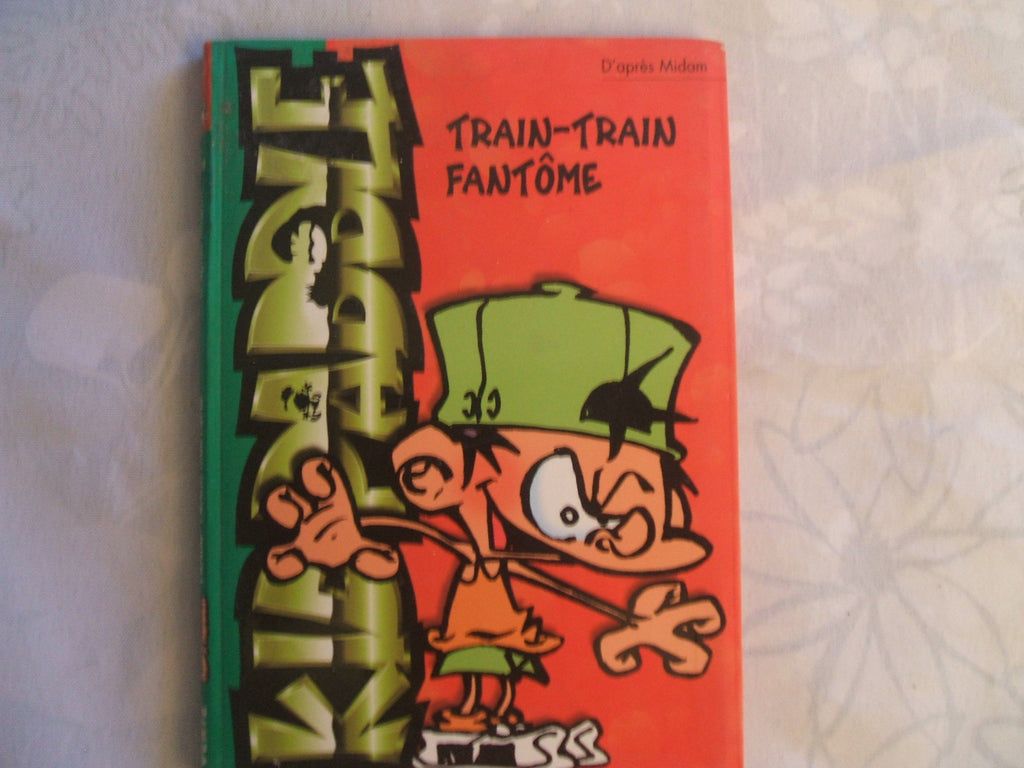 D'après Midam
TRAIN-TRAIN
FANTÔME
KID PADDLE